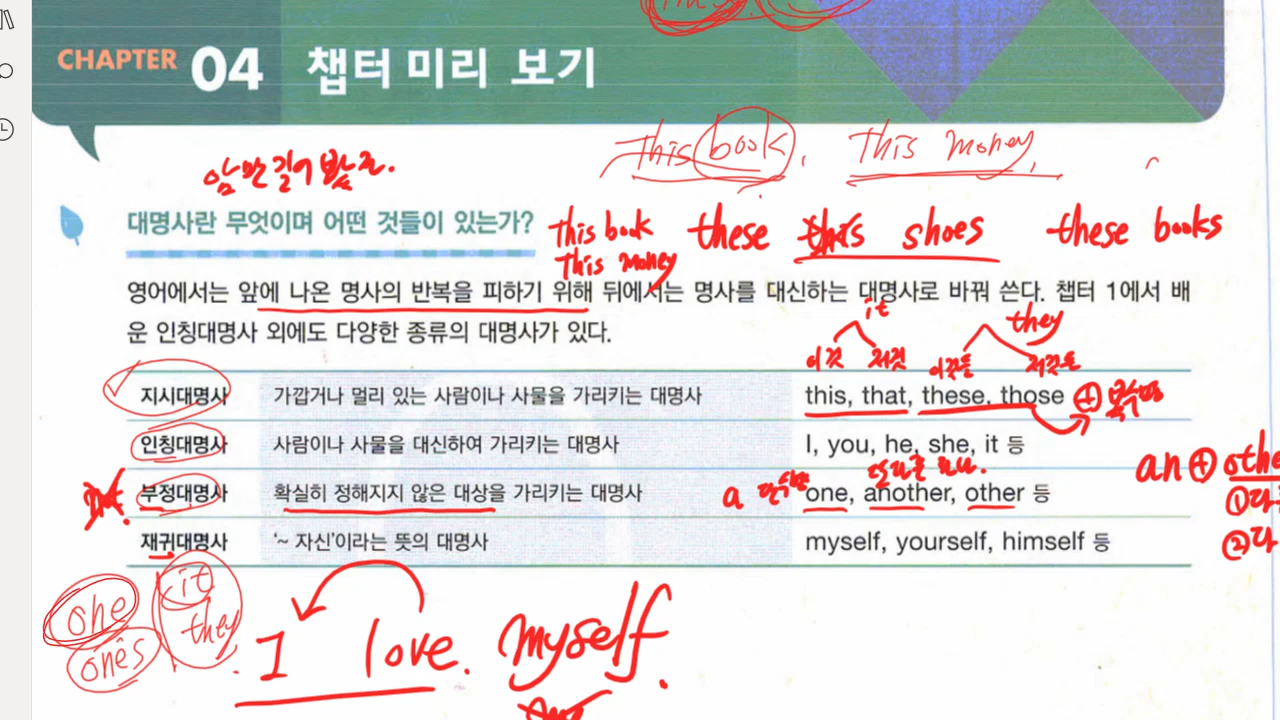 CHAPTER 04 챕터 미리 보기
This book, This money,
대명사란 무엇이며 어떤 것들이 있는가?
This book these this shoes these books
This money
영어에서는 앞에 나온 명사의 반복을 피하기 위해 뒤에서는 명사를 대신하는 대명사로 바꿔 쓴다. 챕터 1에서 배
운 인칭대명사 외에도 다양한 종류의 대명사가 있다.
it they
이것 저것 이것들 저것들
지시대명사 가깝거나 멀리 있는 사람이나 사물을 가리키는 대명사 this, that, these, those + 복수명
인칭대명사 사람이나 사물을 대신하여 가리키는 대명사 I, you, he, she, it 등
an + othe
부정대명사 확실히 정해지지 않은 대상을 가리키는 대명사 a one, another, other 등
① 다
② 다
재귀대명사 '~ 자신'이라는 뜻의 대명사 myself, yourself, himself 등
she it
ones they
I love. myself.